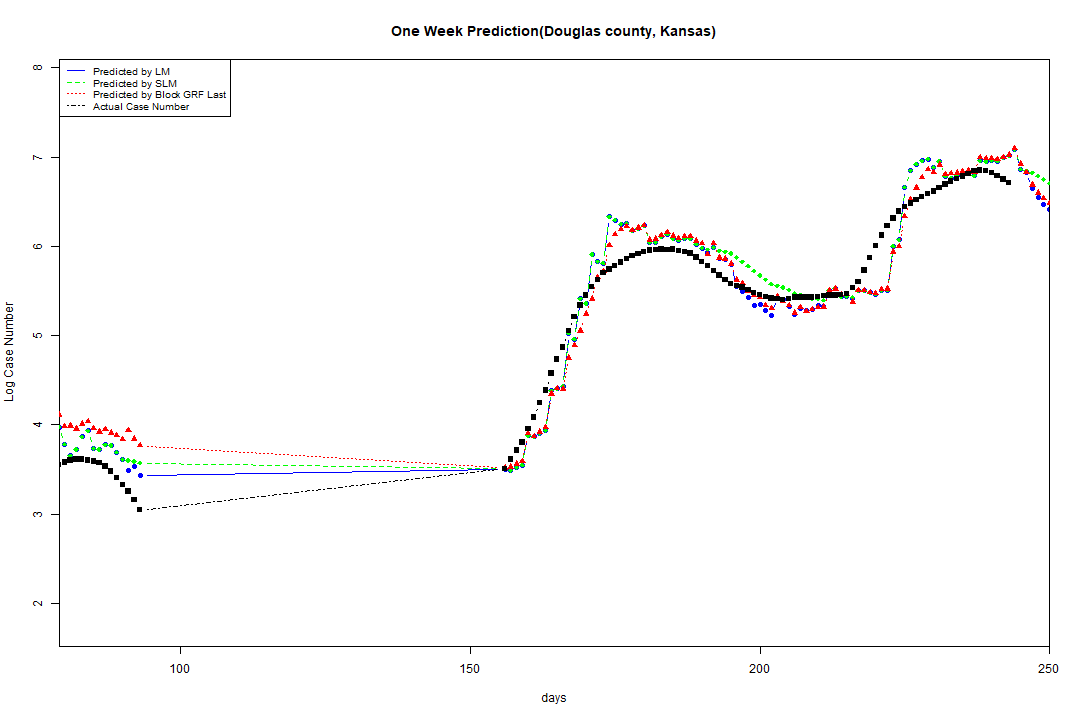 One Week Prediction(Douglas county, Kansas)
Predicted by LM
Predicted by SLM
Predicted by Block GRF Last
Actual Case Number
8
7
6
5
4
3
2
Log Case Number
100 150 200 250
days